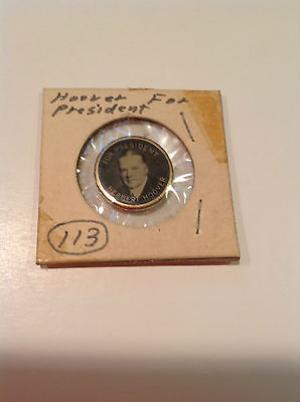 Hoover For
President
FOR PRESIDENT
HERBERT HOOVER
113